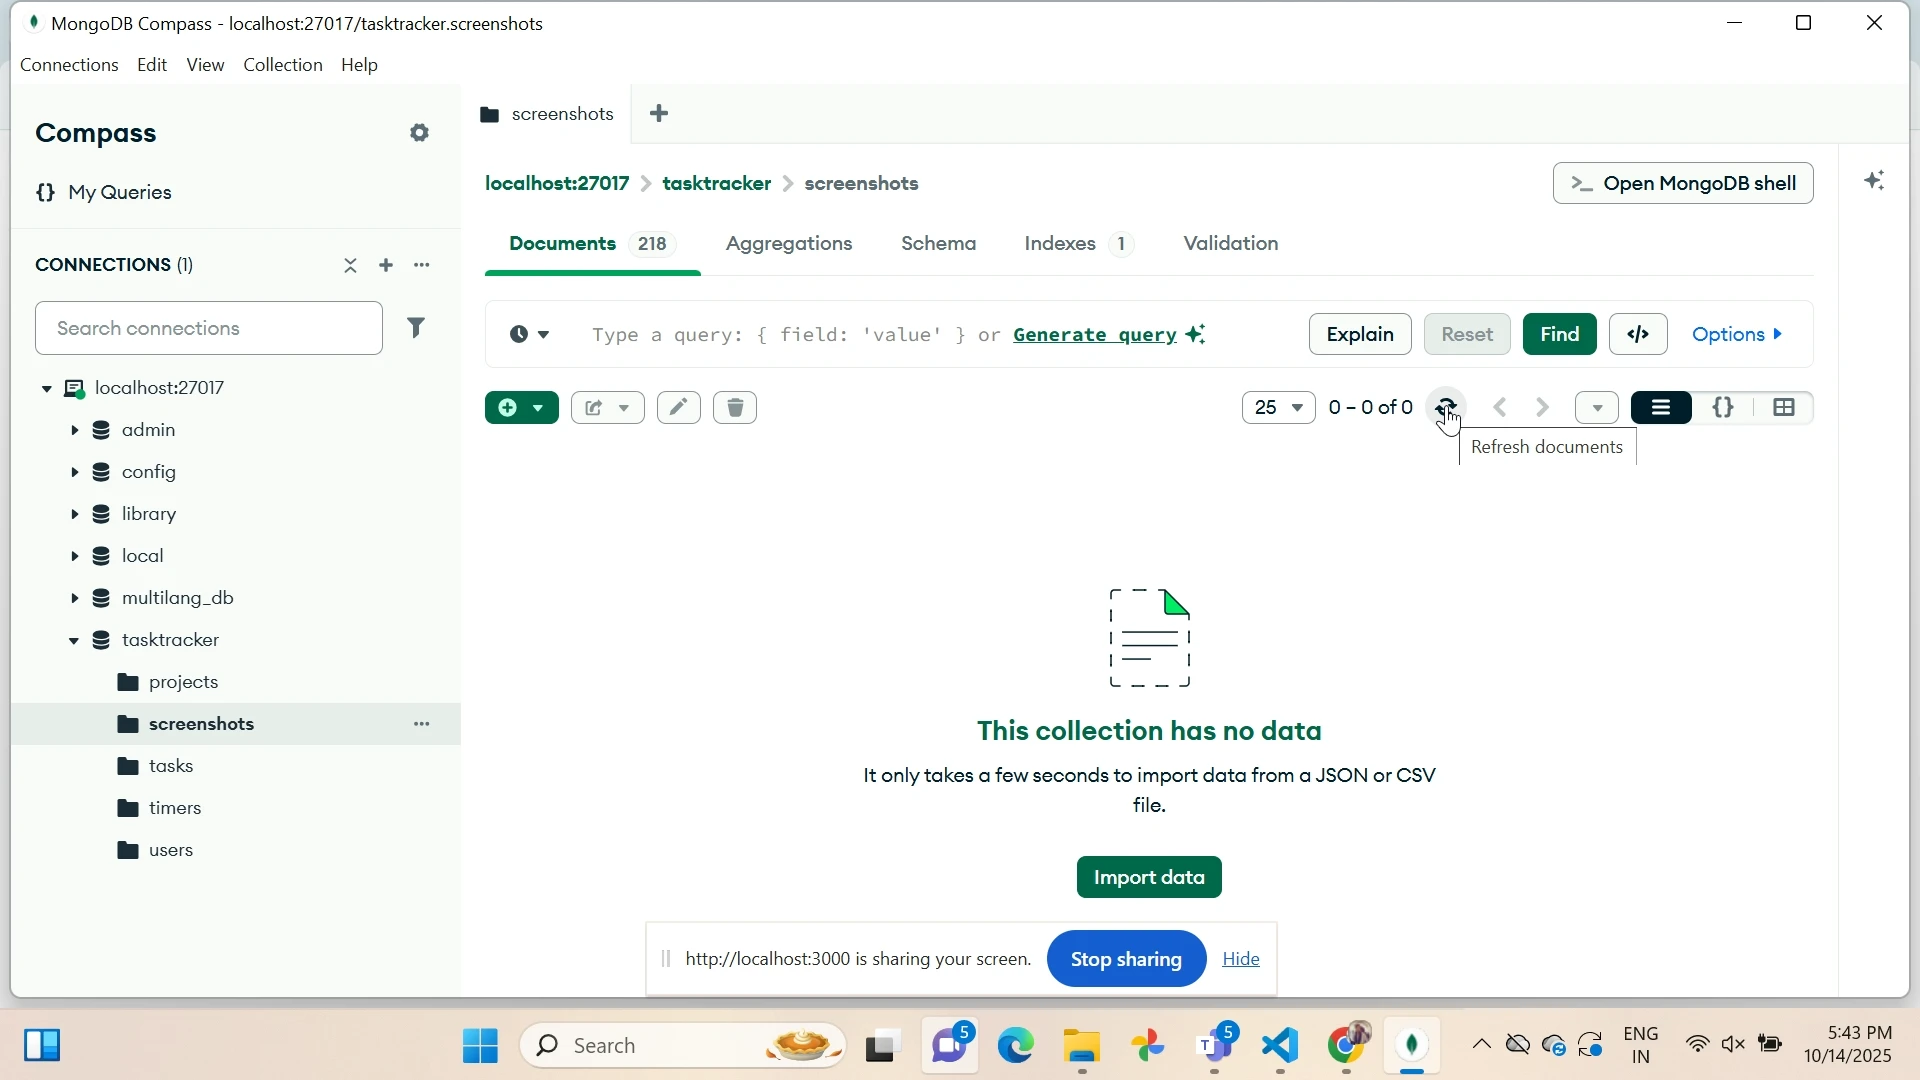 MongoDB Compass - localhost:27017/tasktracker.screenshots
Connections Edit View Collection Help
Compass
{} My Queries
CONNECTIONS (1)
Search connections
localhost:27017
admin
config
library
local
multilang_db
tasktracker
projects
screenshots
tasks
timers
users
screenshots
localhost:27017 > tasktracker > screenshots
>_ Open MongoDB shell
Documents 218 Aggregations Schema Indexes 1 Validation
Type a query: { field: 'value' } or Generate query
Explain Reset Find </> Options
25 0 – 0 of 0 {}
Refresh documents
This collection has no data
It only takes a few seconds to import data from a JSON or CSV
file.
Import data
http://localhost:3000 is sharing your screen. Stop sharing Hide
Search 5 T 5 ENG 5:43 PM
IN 10/14/2025